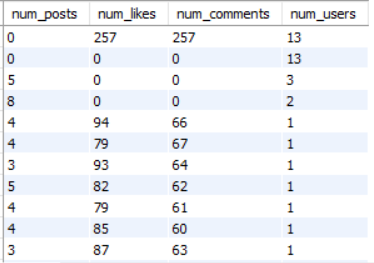 num_posts num_likes num_comments num_users
0 257 257 13
0 0 0 13
5 0 0 3
8 0 0 2
4 94 66 1
4 79 67 1
3 93 64 1
5 82 62 1
4 79 61 1
4 85 60 1
3 87 63 1